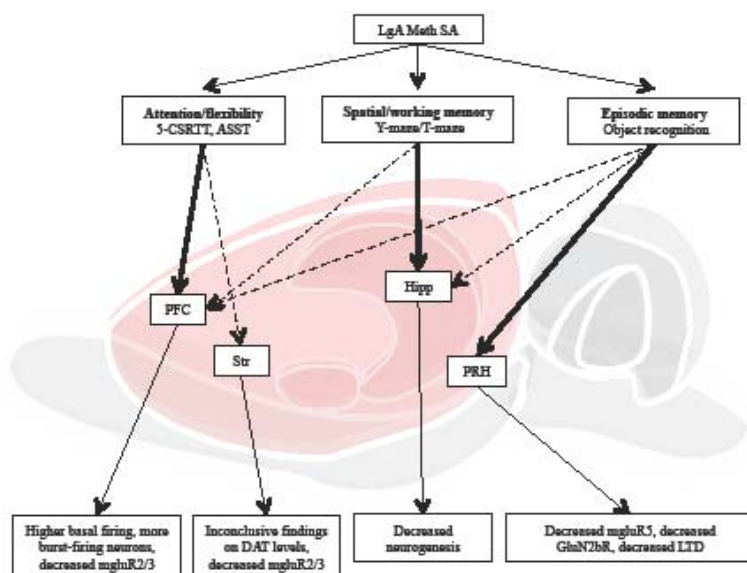 LgA Meth SA
Attention/flexibility
5-CSRTT, ASST
Spatial/working memory
Y-maze/T-maze
Episodic memory
Object recognition
PFC
Str
Hipp
PRH
Higher basal firing, more
burst-firing neurons,
decreased mgluR2/3
Inconclusive findings
on DAT levels,
decreased mgluR2/3
Decreased
neurogenesis
Decreased mgluR5, decreased
GluN2bR, decreased LTD